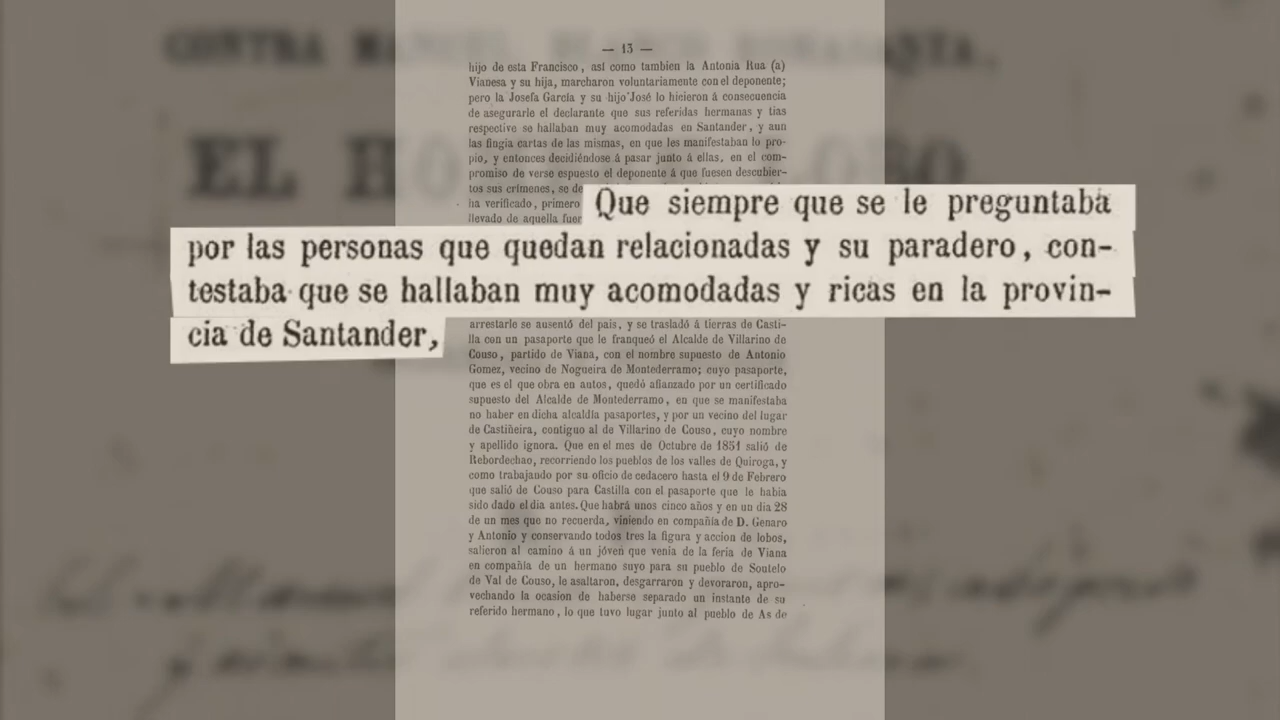 CONTRA MANUEL BLANCO ROMASANTA,
EL HO LOBO
— 13 —
hijo de esta Francisco, así como tambien la Antonia Rua (a)
Vianesa y su hija, marcharon voluntariamente con el deponente;
pero la Josefa García y su hijo José lo hicieron á consecuencia
de asegurarle el declarante que sus referidas hermanas y tias
respective se hallaban muy acomodadas en Santander, y aun
las fingia cartas de las mismas, en que les manifestaban lo pro-
pio, y entonces decidiéndose á pasar junto á ellas, en el com-
promiso de verse espuesto el deponente á que fuesen descubier-
tos sus crímenes, se de
ha verificado, primero
llevado de aquella fuer
Que siempre que se le preguntaba
por las personas que quedan relacionadas y su paradero, con-
testaba que se hallaban muy acomodadas y ricas en la provin-
cia de Santander,
arrestarle se ausentó del pais, y se trasladó á tierras de Casti-
lla con un pasaporte que le franqueó el Alcalde de Villarino de
Couso, partido de Viana, con el nombre supuesto de Antonio
Gomez, vecino de Nogueira de Montederramo; cuyo pasaporte,
que es el que obra en autos, quedó afianzado por un certificado
supuesto del Alcalde de Montederramo, en que se manifestaba
no haber en dicha alcaldía pasaportes, y por un vecino del lugar
de Castiñeira, contiguo al de Villarino de Couso, cuyo nombre
y apellido ignora. Que en el mes de Octubre de 1851 salió de
Rebordechao, recorriendo los pueblos de los valles de Quiroga, y
como trabajando por su oficio de cedacero hasta el 9 de Febrero
que salió de Couso para Castilla con el pasaporte que le habia
sido dado el dia antes. Que habrá unos cinco años y en un dia 28
de un mes que no recuerda, viniendo en compañía de D. Genaro
y Antonio y conservando todos tres la figura y accion de lobos,
salieron al camino á un jóven que venia de la feria de Viana
en compañía de un hermano suyo para su pueblo de Soutelo
de Val de Couso, le asaltaron, desgarraron y devoraron, apro-
vechando la ocasion de haberse separado un instante de su
referido hermano, lo que tuvo lugar junto al pueblo de As de